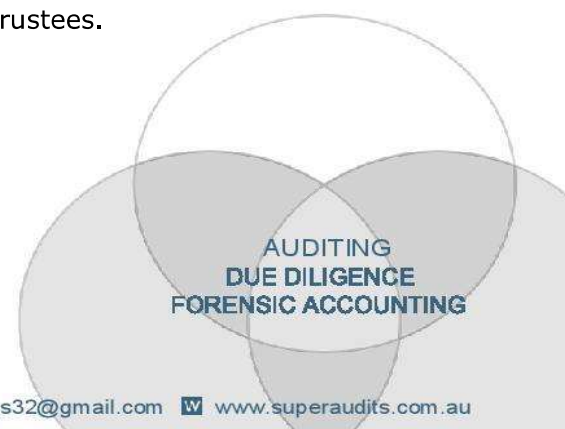 rustees.
AUDITING
DUE DILIGENCE
FORENSIC ACCOUNTING
s32@gmail.com W www.superaudits.com.au